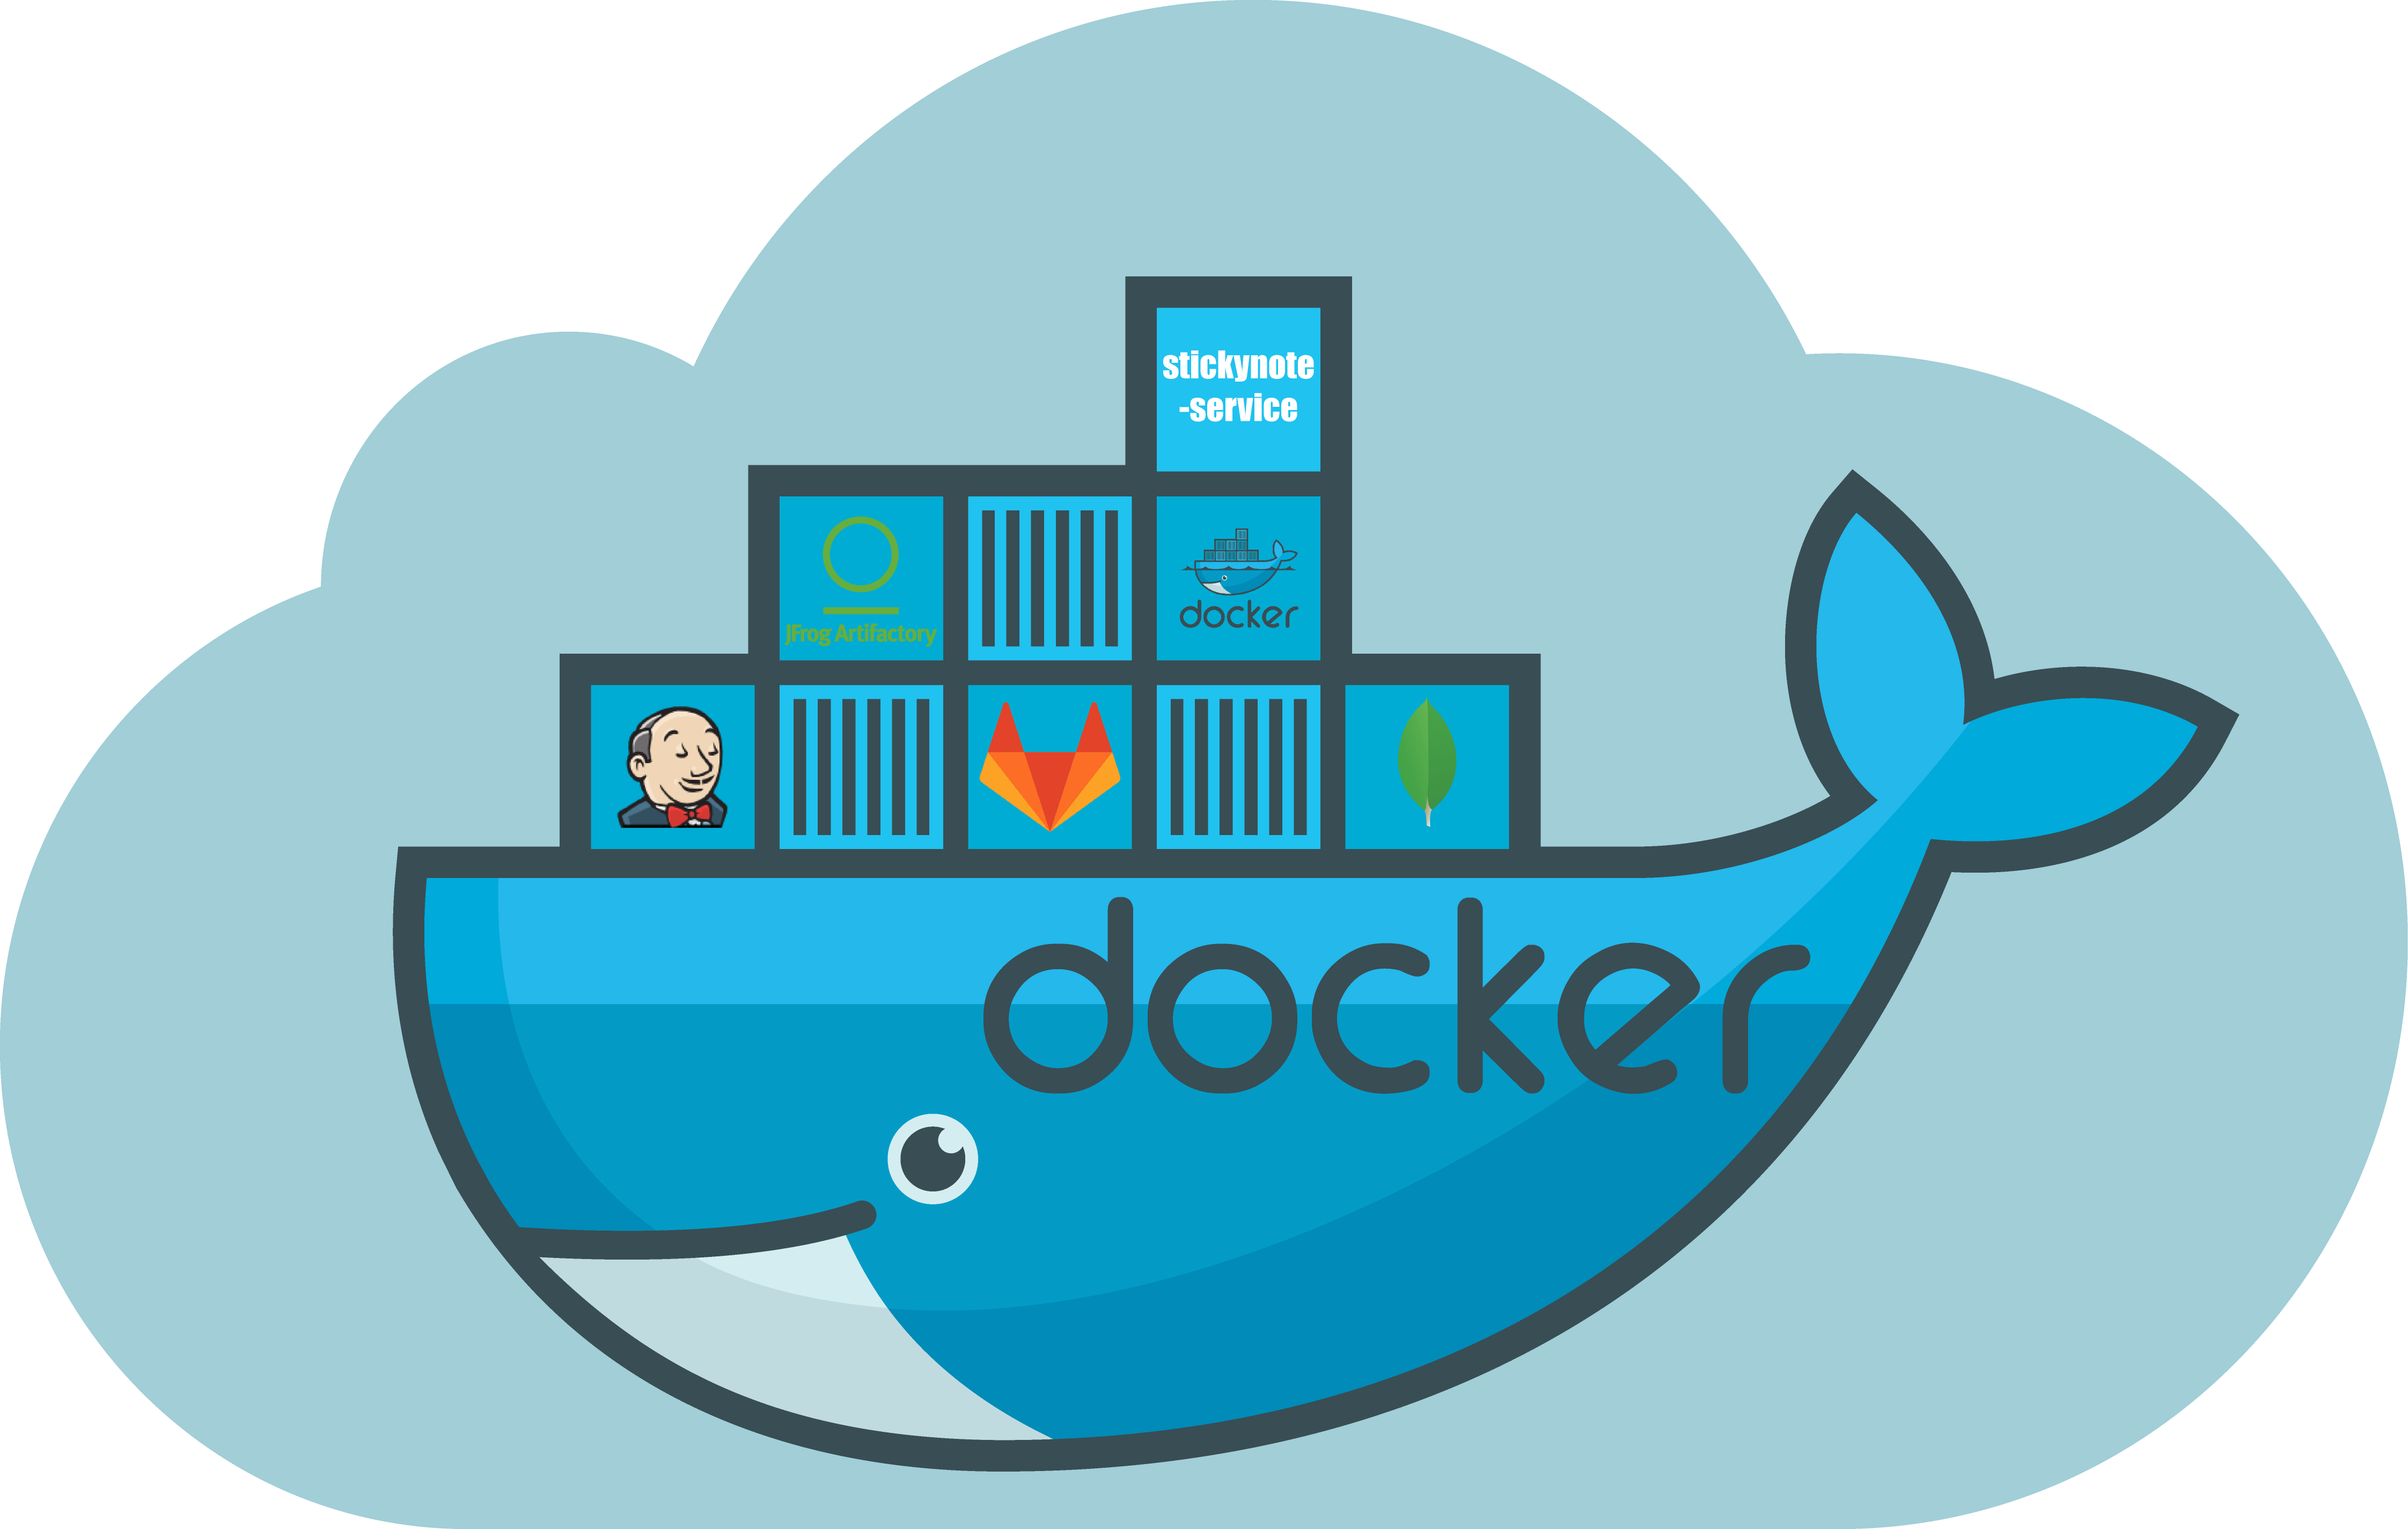 stickynote
-service
JFrog Artifactory
docker
docker